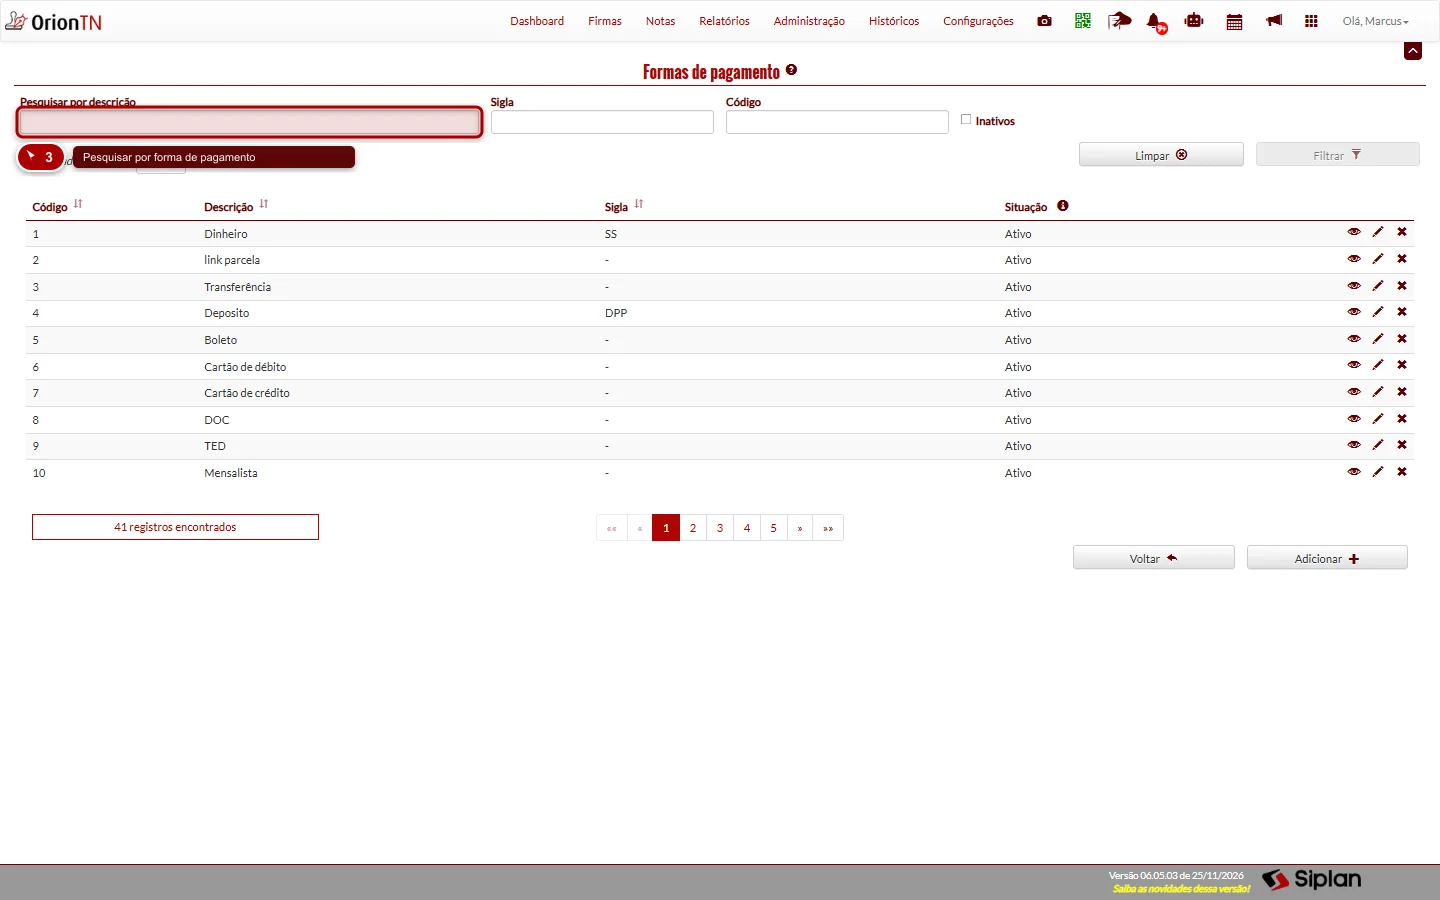 OrionTN
Dashboard Firmas Notas Relatórios Administração Históricos Configurações 9+ Olá, Marcus
Formas de pagamento
Pesquisar por descrição Sigla Código
Inativos
3 Pesquisar por forma de pagamento
Limpar Filtrar
Código Descrição Sigla Situação
1 Dinheiro SS Ativo
2 link parcela - Ativo
3 Transferência - Ativo
4 Deposito DPP Ativo
5 Boleto - Ativo
6 Cartão de débito - Ativo
7 Cartão de crédito - Ativo
8 DOC - Ativo
9 TED - Ativo
10 Mensalista - Ativo
41 registros encontrados
«« « 1 2 3 4 5 » »»
Voltar Adicionar
Versão 06.05.03 de 25/11/2026
Saiba as novidades dessa versão!
Siplan